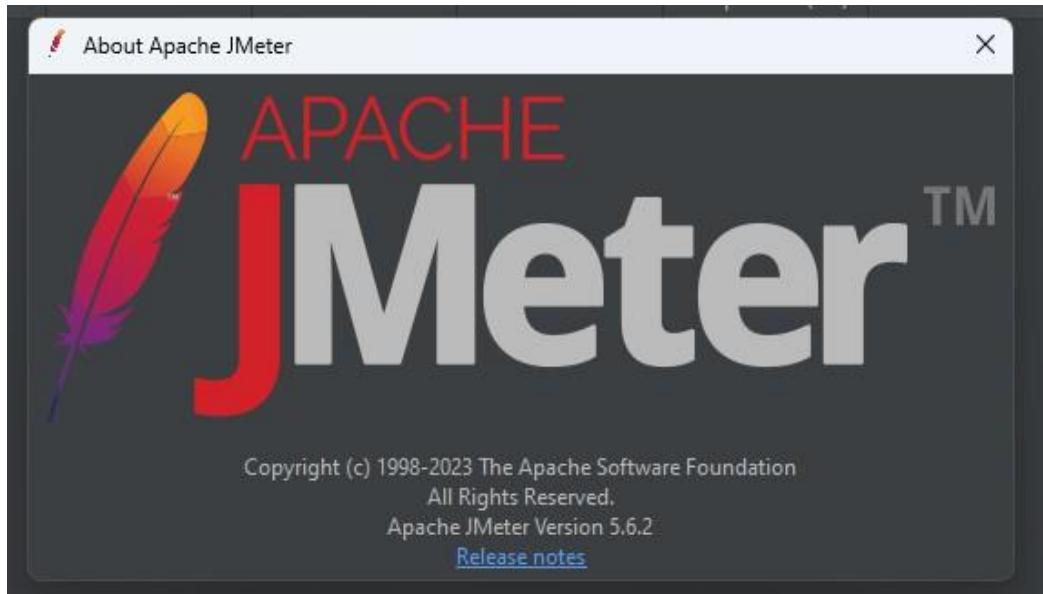 About Apache JMeter
APACHE
JMeter™
TM
Copyright (c) 1998-2023 The Apache Software Foundation
All Rights Reserved.
Apache JMeter Version 5.6.2
Release notes